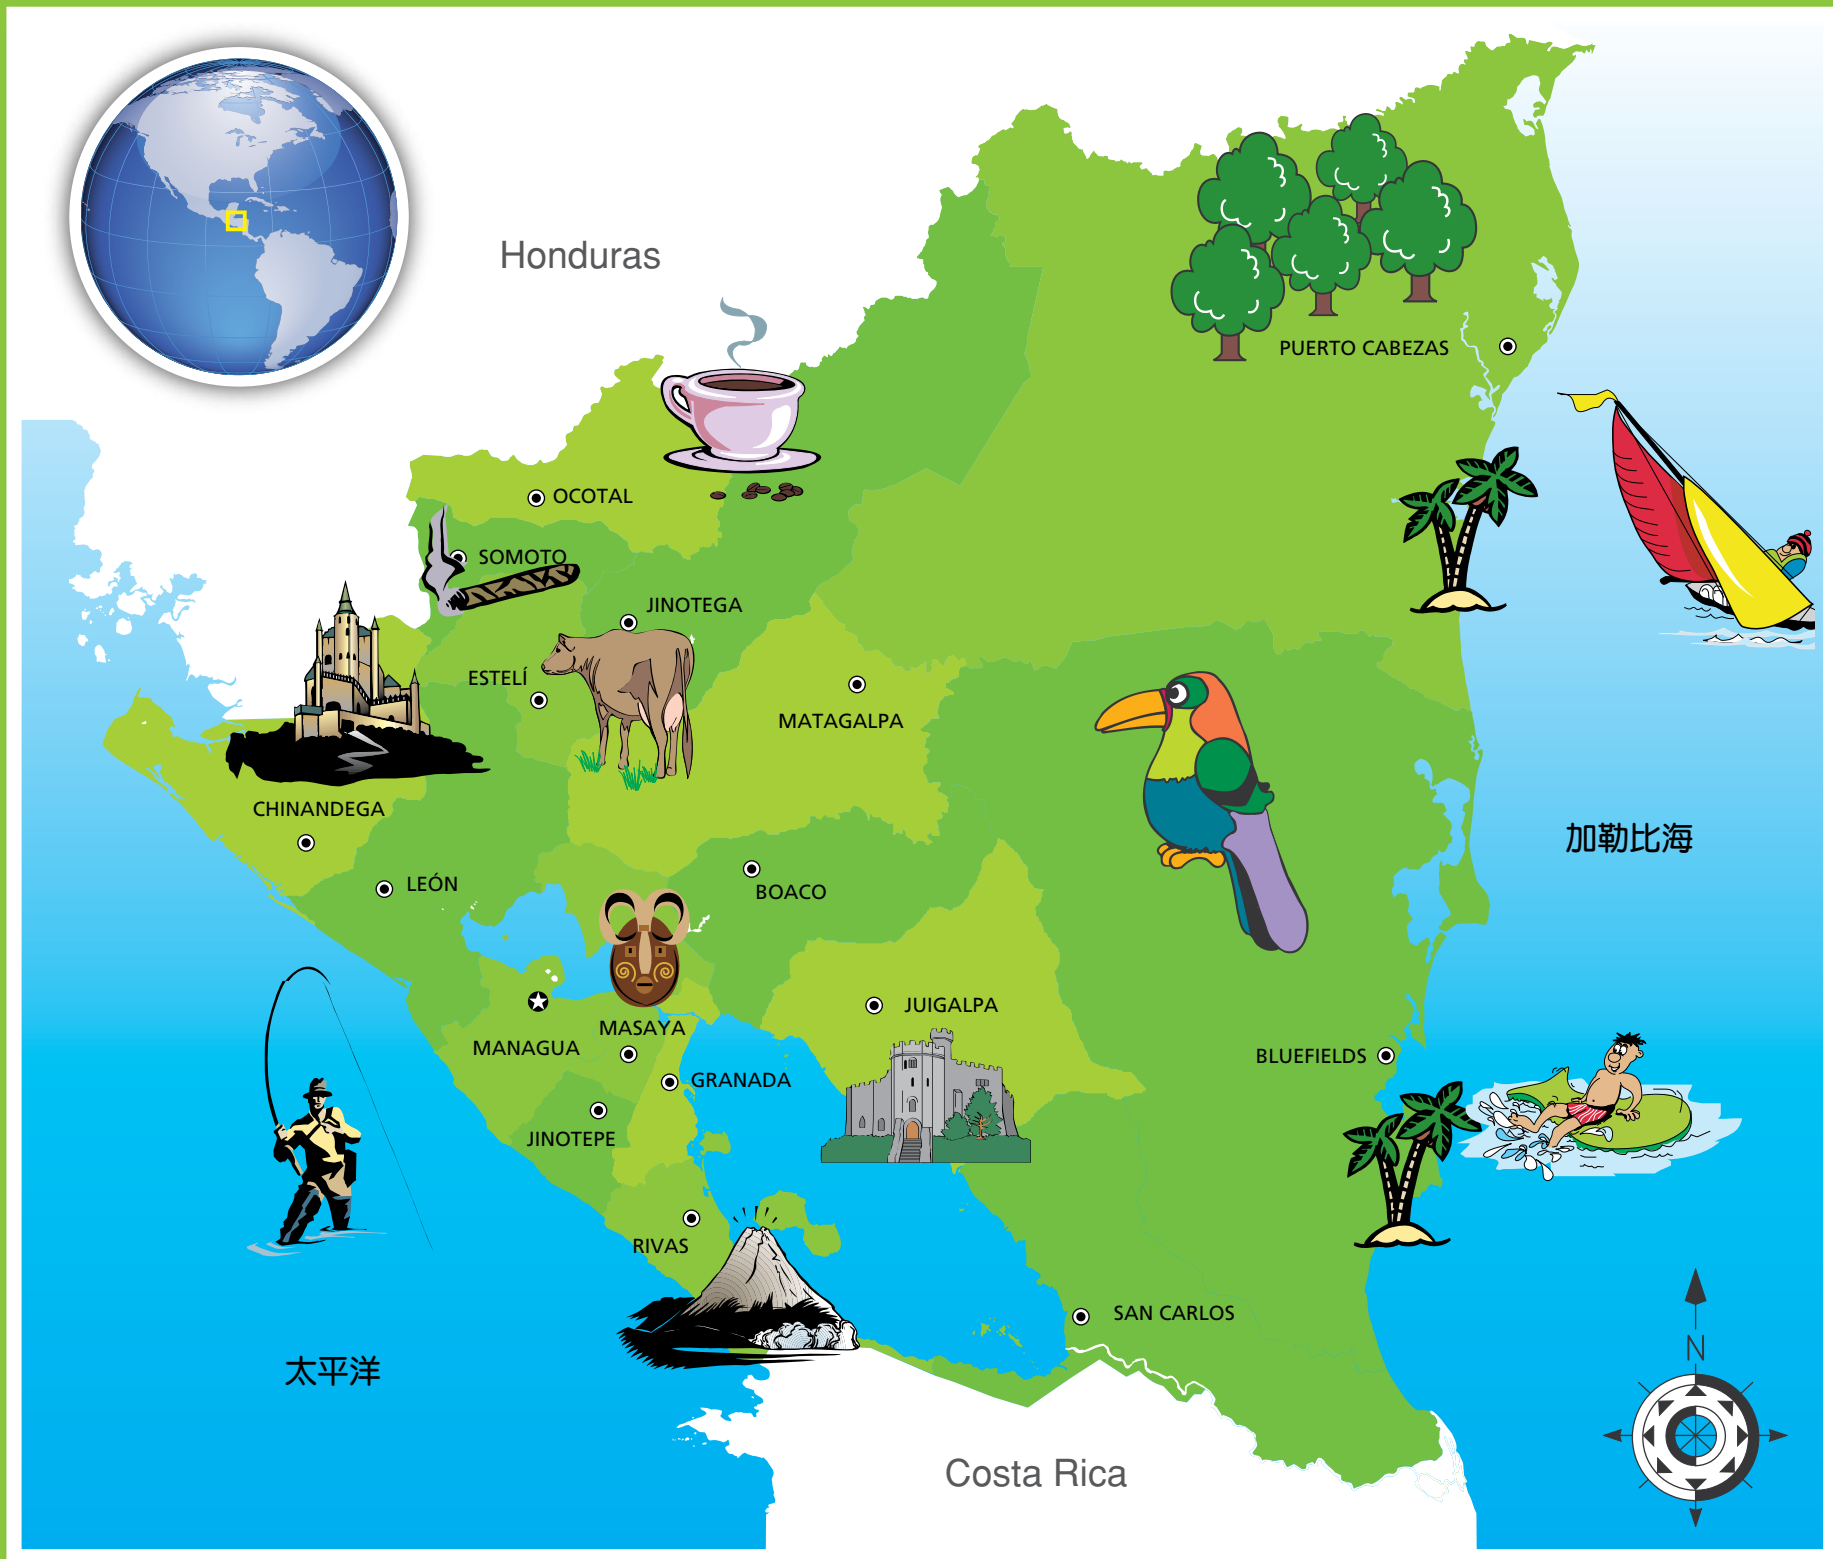 Honduras
PUERTO CABEZAS
OCOTAL
SOMOTO
JINOTEGA
ESTELÍ
MATAGALPA
CHINANDEGA
加勒比海
LEÓN
BOACO
JUIGALPA
MASAYA
MANAGUA
BLUEFIELDS
GRANADA
JINOTEPE
RIVAS
SAN CARLOS
N
太平洋
Costa Rica